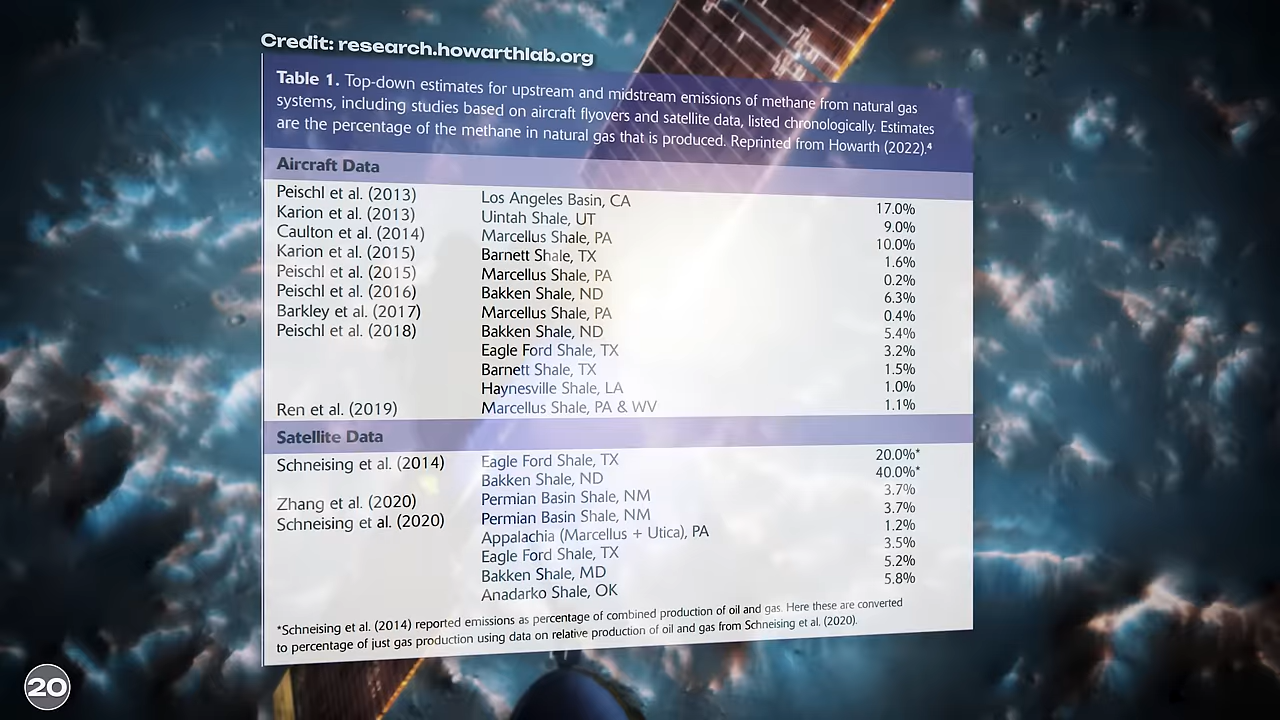 Credit: research.howarthlab.org
Table 1. Top-down estimates for upstream and midstream emissions of methane from natural gas
systems, including studies based on aircraft flyovers and satellite data, listed chronologically. Estimates
are the percentage of the methane in natural gas that is produced. Reprinted from Howarth (2022).⁴
Aircraft Data
Peischl et al. (2013) Los Angeles Basin, CA 17.0%
Karion et al. (2013) Uintah Shale, UT 9.0%
Caulton et al. (2014) Marcellus Shale, PA 10.0%
Karion et al. (2015) Barnett Shale, TX 1.6%
Peischl et al. (2015) Marcellus Shale, PA 0.2%
Peischl et al. (2016) Bakken Shale, ND 6.3%
Barkley et al. (2017) Marcellus Shale, PA 0.4%
Peischl et al. (2018) Bakken Shale, ND 5.4%
Eagle Ford Shale, TX 3.2%
Barnett Shale, TX 1.5%
Haynesville Shale, LA 1.0%
Ren et al. (2019) Marcellus Shale, PA & WV 1.1%
Satellite Data
Schneising et al. (2014) Eagle Ford Shale, TX 20.0%*
Bakken Shale, ND 40.0%*
Zhang et al. (2020) Permian Basin Shale, NM 3.7%
Schneising et al. (2020) Permian Basin Shale, NM 3.7%
Appalachia (Marcellus + Utica), PA 1.2%
Eagle Ford Shale, TX 3.5%
Bakken Shale, MD 5.2%
Anadarko Shale, OK 5.8%
*Schneising et al. (2014) reported emissions as percentage of combined production of oil and gas. Here these are converted
to percentage of just gas production using data on relative production of oil and gas from Schneising et al. (2020).
20